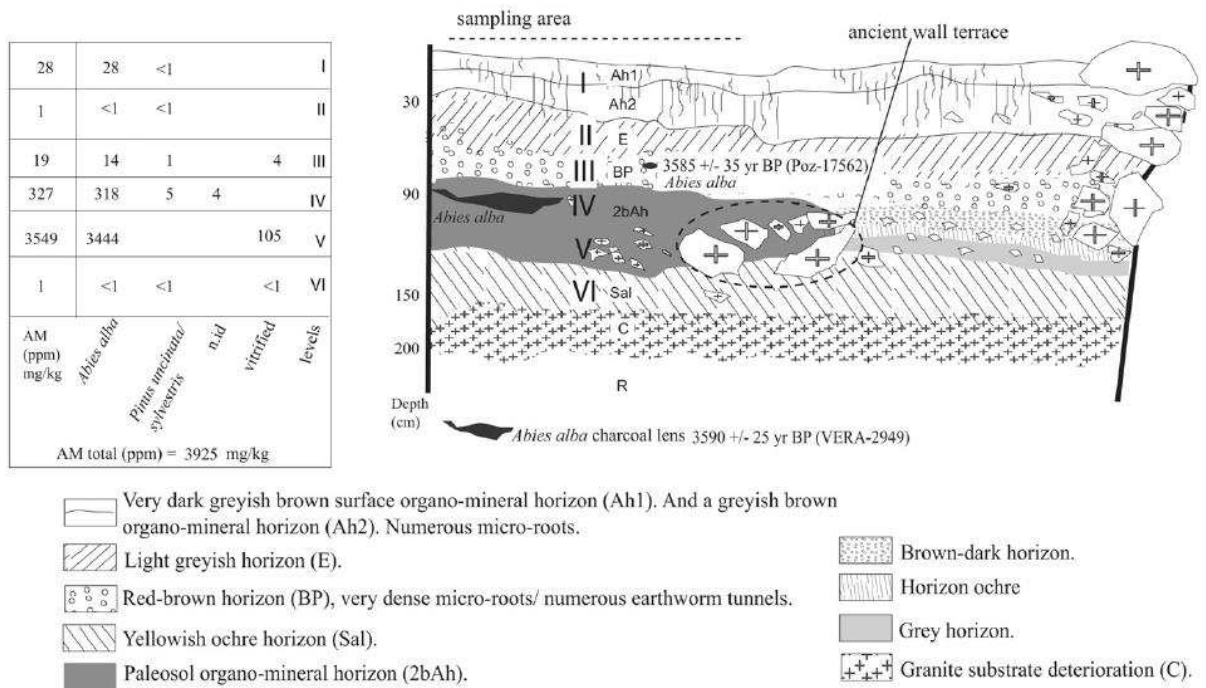 28 28 <1 I
1 <1 <1 II
19 14 1 4 III
327 318 5 4 IV
3549 3444 105 V
1 <1 <1 <1 VI
AM
(ppm)
mg/kg
Abies alba
Pinus uncinata/
sylvestris
n.id
vitrified
levels
AM total (ppm) = 3925 mg/kg
sampling area
ancient wall terrace
30
90
150
200
Depth
(cm)
I Ah1
Ah2
II E
III BP
3585 +/- 35 yr BP (Poz-17562)
Abies alba
Abies alba
IV 2bAh
V
VI Sal
C
R
Abies alba charcoal lens 3590 +/- 25 yr BP (VERA-2949)
Very dark greyish brown surface organo-mineral horizon (Ah1). And a greyish brown
organo-mineral horizon (Ah2). Numerous micro-roots.
Light greyish horizon (E).
Red-brown horizon (BP), very dense micro-roots/ numerous earthworm tunnels.
Yellowish ochre horizon (Sal).
Paleosol organo-mineral horizon (2bAh).
Brown-dark horizon.
Horizon ochre
Grey horizon.
Granite substrate deterioration (C).